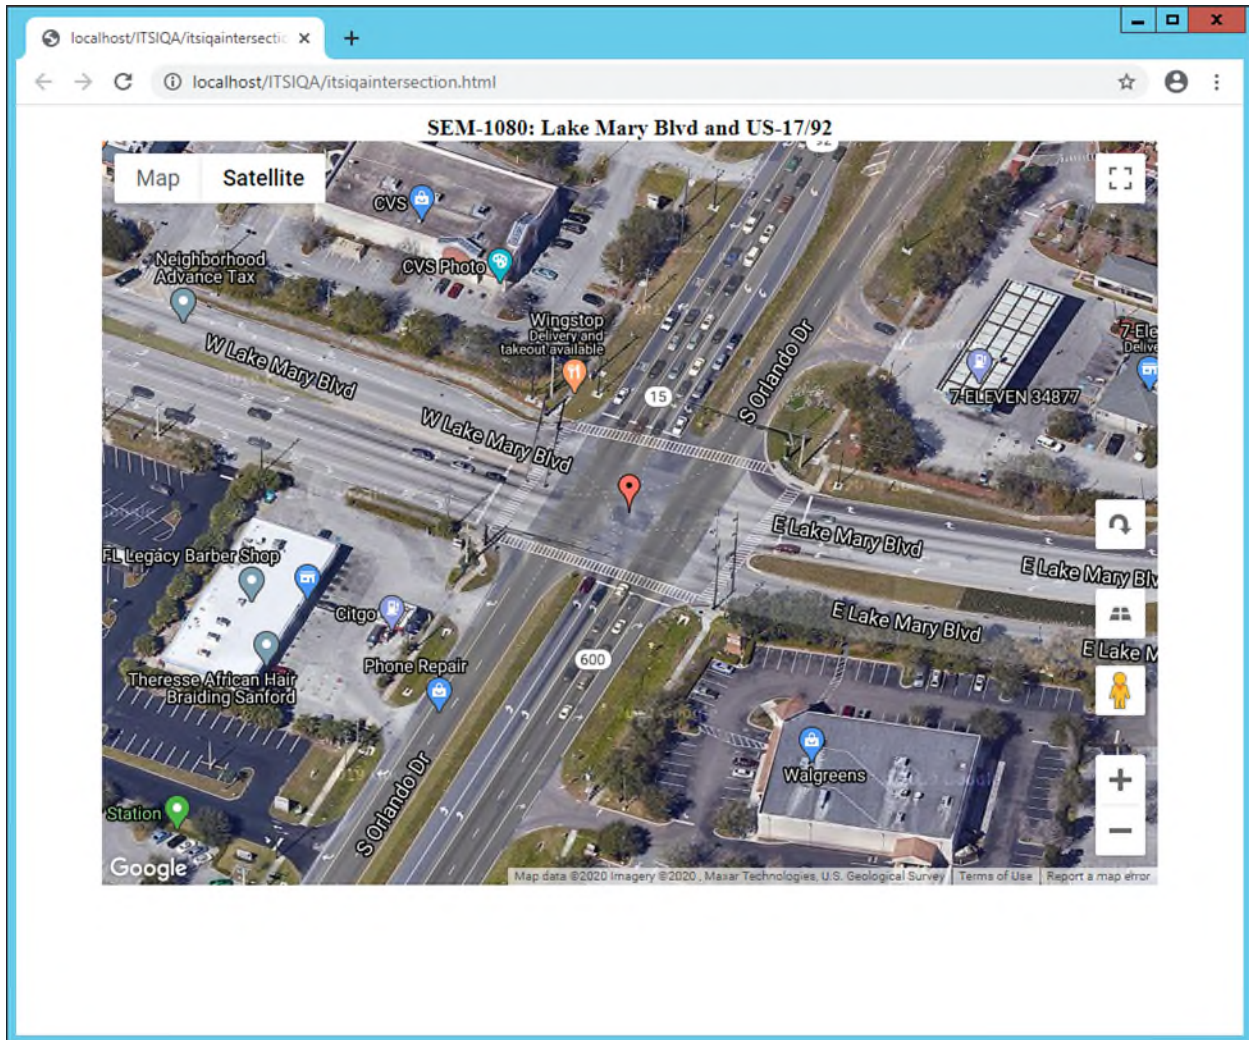 localhost/ITSIQA/itsiqaintersectic
localhost/ITSIQA/itsiqaintersection.html
SEM-1080: Lake Mary Blvd and US-17/92
Map
Satellite
92
CVS
CVS Photo
Neighborhood
Advance Tax
Wingstop
Delivery and
takeout available
W Lake Mary Blvd
W Lake Mary Blvd
15
S Orlando Dr
7-Ele
Delive
7-ELEVEN 34877
E Lake Mary Blvd
E Lake Mary Blv
E Lake Mary Blvd
E Lake M
FL Legacy Barber Shop
Citgo
Phone Repair
600
Theresse African Hair
Braiding Sanford
Walgreens
S Orlando Dr
Station
Google
Map data ©2020 Imagery ©2020 , Maxar Technologies, U.S. Geological Survey
Terms of Use
Report a map error